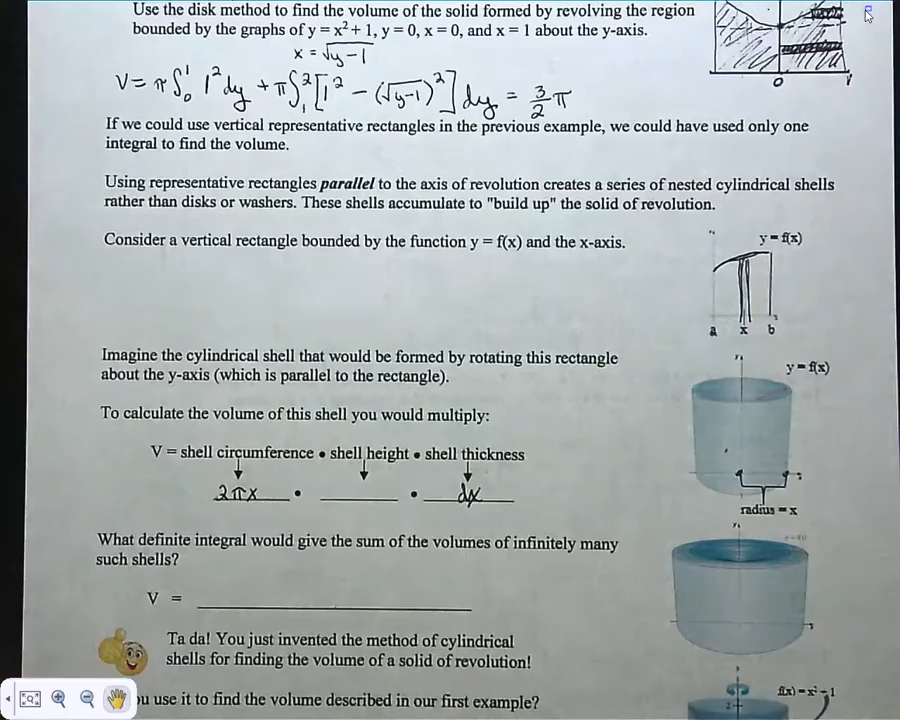 Use the disk method to find the volume of the solid formed by revolving the region
bounded by the graphs of y = x² + 1, y = 0, x = 0, and x = 1 about the y-axis.
x = √(y-1)
V = π∫₀¹ 1² dy + π∫₁² [1² - (√(y-1))²] dy = 3/2 π
0
If we could use vertical representative rectangles in the previous example, we could have used only one
integral to find the volume.
Using representative rectangles parallel to the axis of revolution creates a series of nested cylindrical shells
rather than disks or washers. These shells accumulate to "build up" the solid of revolution.
Consider a vertical rectangle bounded by the function y = f(x) and the x-axis.
y = f(x)
a x b
Imagine the cylindrical shell that would be formed by rotating this rectangle
about the y-axis (which is parallel to the rectangle).
y = f(x)
To calculate the volume of this shell you would multiply:
V = shell circumference • shell height • shell thickness
2πx • ______ • dx
radius = x
What definite integral would give the sum of the volumes of infinitely many
such shells?
V = ______
Ta da! You just invented the method of cylindrical
shells for finding the volume of a solid of revolution!
u use it to find the volume described in our first example?
2